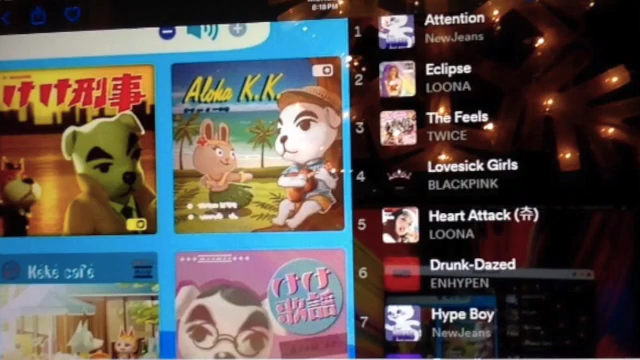 6:18 PM
けけ刑事
Aloha K.K.
Kéké café
けけ
歌謡
1
Attention
NewJeans
2
Eclipse
LOONA
3
The Feels
TWICE
4
Lovesick Girls
BLACKPINK
5
Heart Attack (츄)
LOONA
6
Drunk-Dazed
ENHYPEN
7
Hype Boy
NewJeans